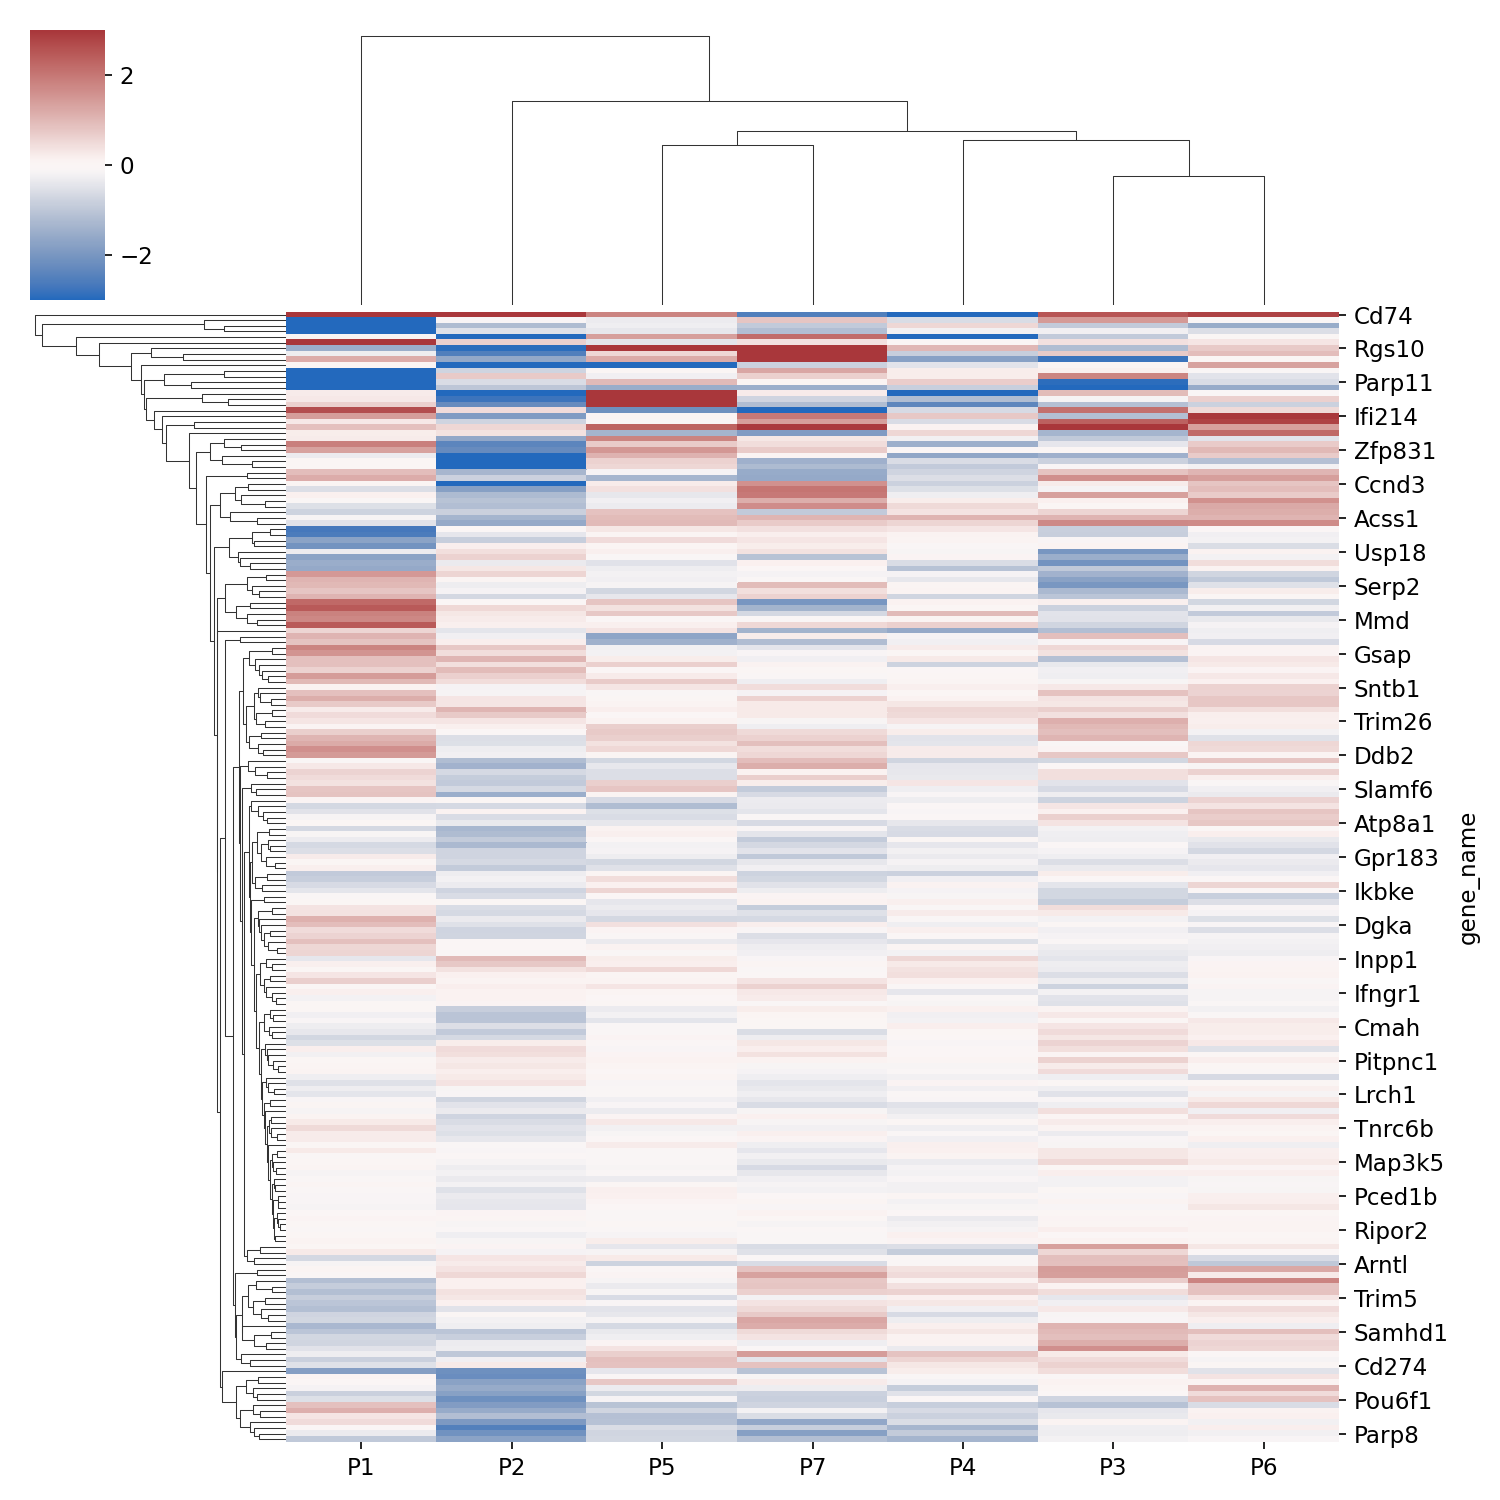 2
0
−2
Cd74
Rgs10
Parp11
Ifi214
Zfp831
Ccnd3
Acss1
Usp18
Serp2
Mmd
Gsap
Sntb1
Trim26
Ddb2
Slamf6
Atp8a1
Gpr183
Ikbke
Dgka
Inpp1
Ifngr1
Cmah
Pitpnc1
Lrch1
Tnrc6b
Map3k5
Pced1b
Ripor2
Arntl
Trim5
Samhd1
Cd274
Pou6f1
Parp8
gene_name
P1 P2 P5 P7 P4 P3 P6